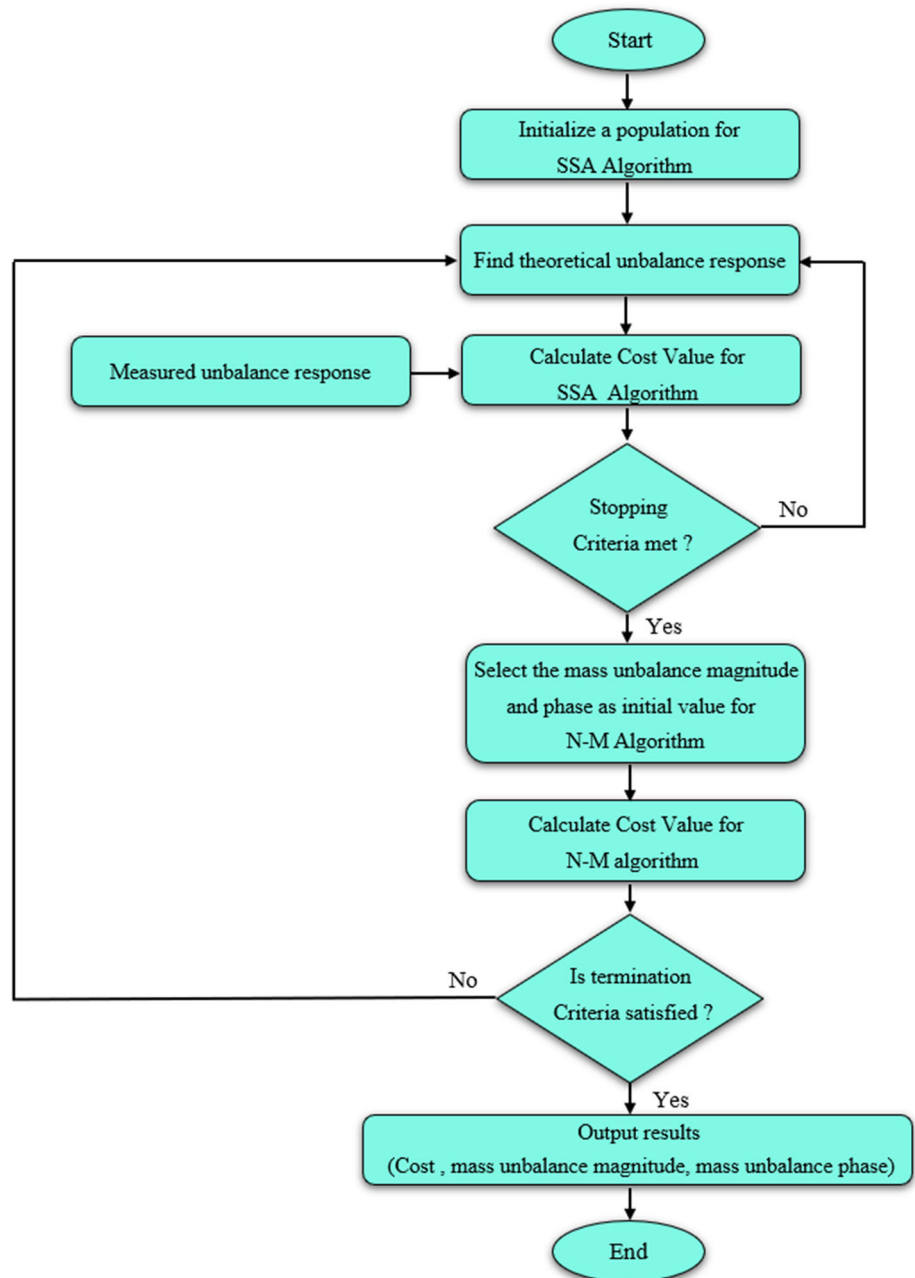 Start
Initialize a population for
SSA Algorithm
Find theoretical unbalance response
Measured unbalance response
Calculate Cost Value for
SSA Algorithm
Stopping
Criteria met ?
No
Yes
Select the mass unbalance magnitude
and phase as initial value for
N-M Algorithm
Calculate Cost Value for
N-M algorithm
No
Is termination
Criteria satisfied ?
Yes
Output results
(Cost , mass unbalance magnitude, mass unbalance phase)
End